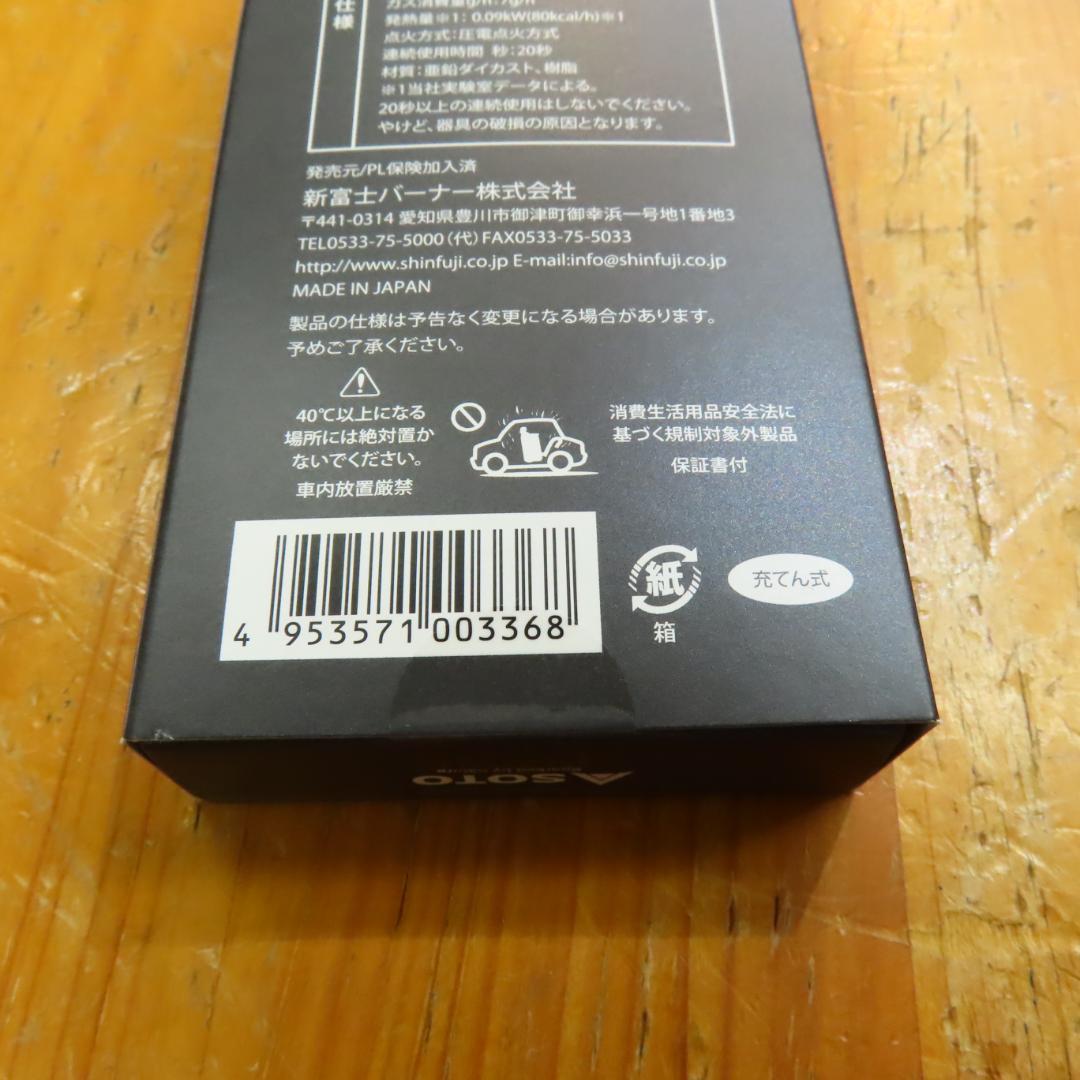 仕様
ガス消費量g/h:7g/h
発熱量※1:0.09kW(80kcal/h)※1
点火方式:圧電点火方式
連続使用時間 秒:20秒
材質:亜鉛ダイカスト、樹脂
※1当社実験室データによる。
20秒以上の連続使用はしないでください。
やけど、器具の破損の原因となります。
発売元/PL保険加入済
新富士バーナー株式会社
〒441-0314 愛知県豊川市御津町御幸浜一号地1番地3
TEL0533-75-5000(代)FAX0533-75-5033
http://www.shinfuji.co.jp E-mail:info@shinfuji.co.jp
MADE IN JAPAN
製品の仕様は予告なく変更になる場合があります。
予めご了承ください。
40℃以上になる
場所には絶対置か
ないでください。
車内放置厳禁
消費生活用品安全法に
基づく規制対象外製品
保証書付
4 953571 003368
紙
箱
充てん式
SOTO